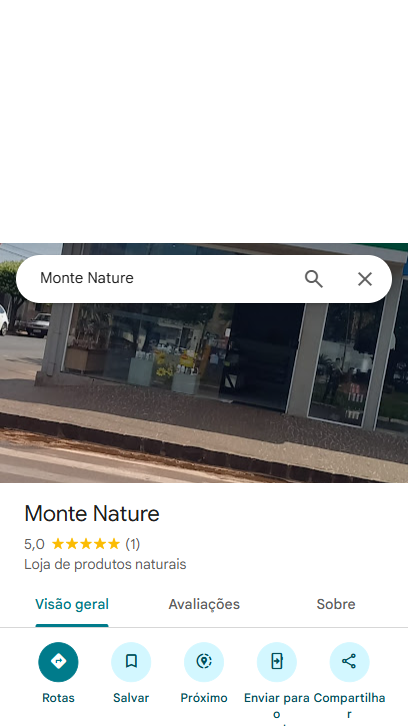 Monte Nature
Monte Nature
5,0 (1)
Loja de produtos naturais
Visão geral
Avaliações
Sobre
Rotas
Salvar
Próximo
Enviar para
o
Compartilha
r